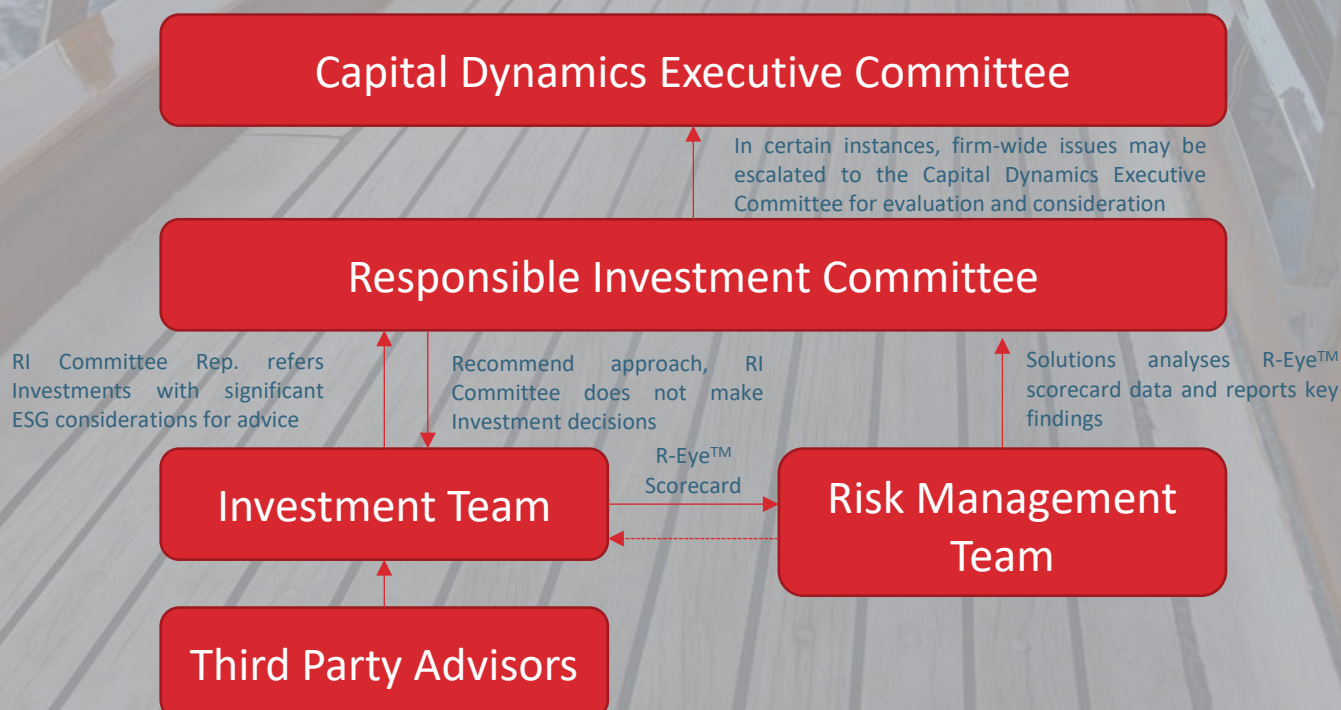 Capital Dynamics Executive Committee
In certain instances, firm-wide issues may be
escalated to the Capital Dynamics Executive
Committee for evaluation and consideration
Responsible Investment Committee
RI Committee Rep. refers
Investments with significant
ESG considerations for advice
Recommend approach, RI
Committee does not make
Investment decisions
Solutions analyses R-Eye™
scorecard data and reports key
findings
R-Eye™
Scorecard
Investment Team
Risk Management
Team
Third Party Advisors